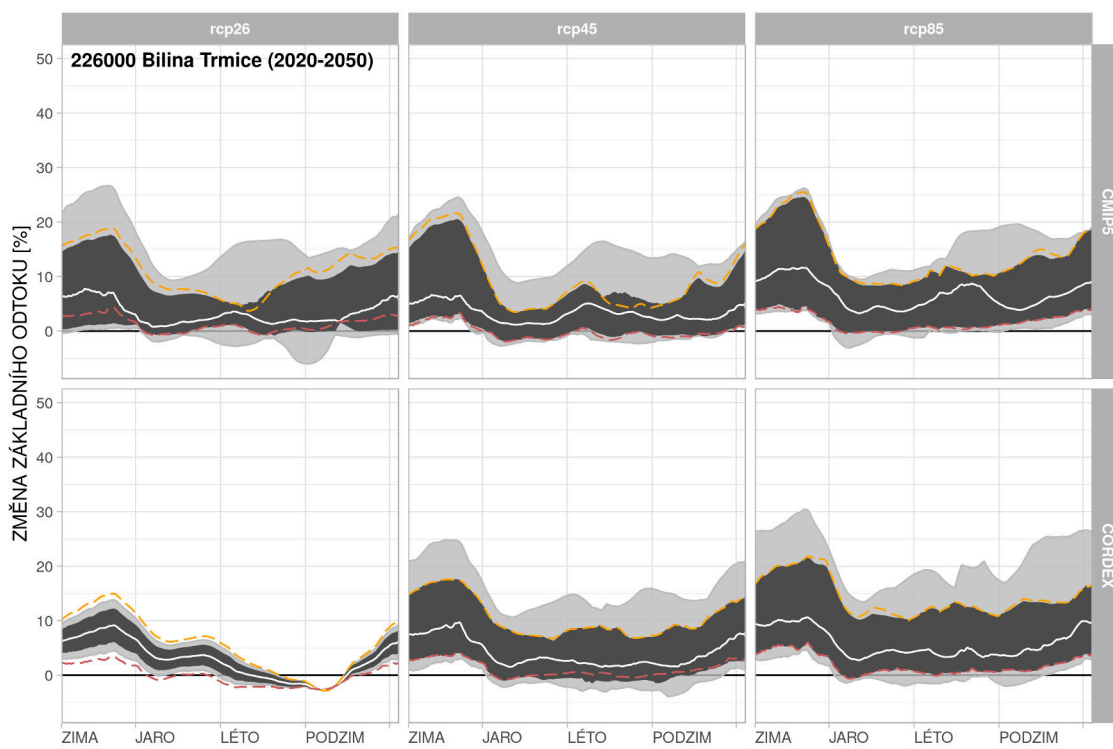 rcp26 rcp45 rcp85
226000 Bilina Trmice (2020-2050)
ZMĚNA ZÁKLADNÍHO ODTOKU [%]
50
40
30
20
10
0
CMIP5
50
40
30
20
10
0
CORDEX
ZIMA JARO LÉTO PODZIM ZIMA JARO LÉTO PODZIM ZIMA JARO LÉTO PODZIM